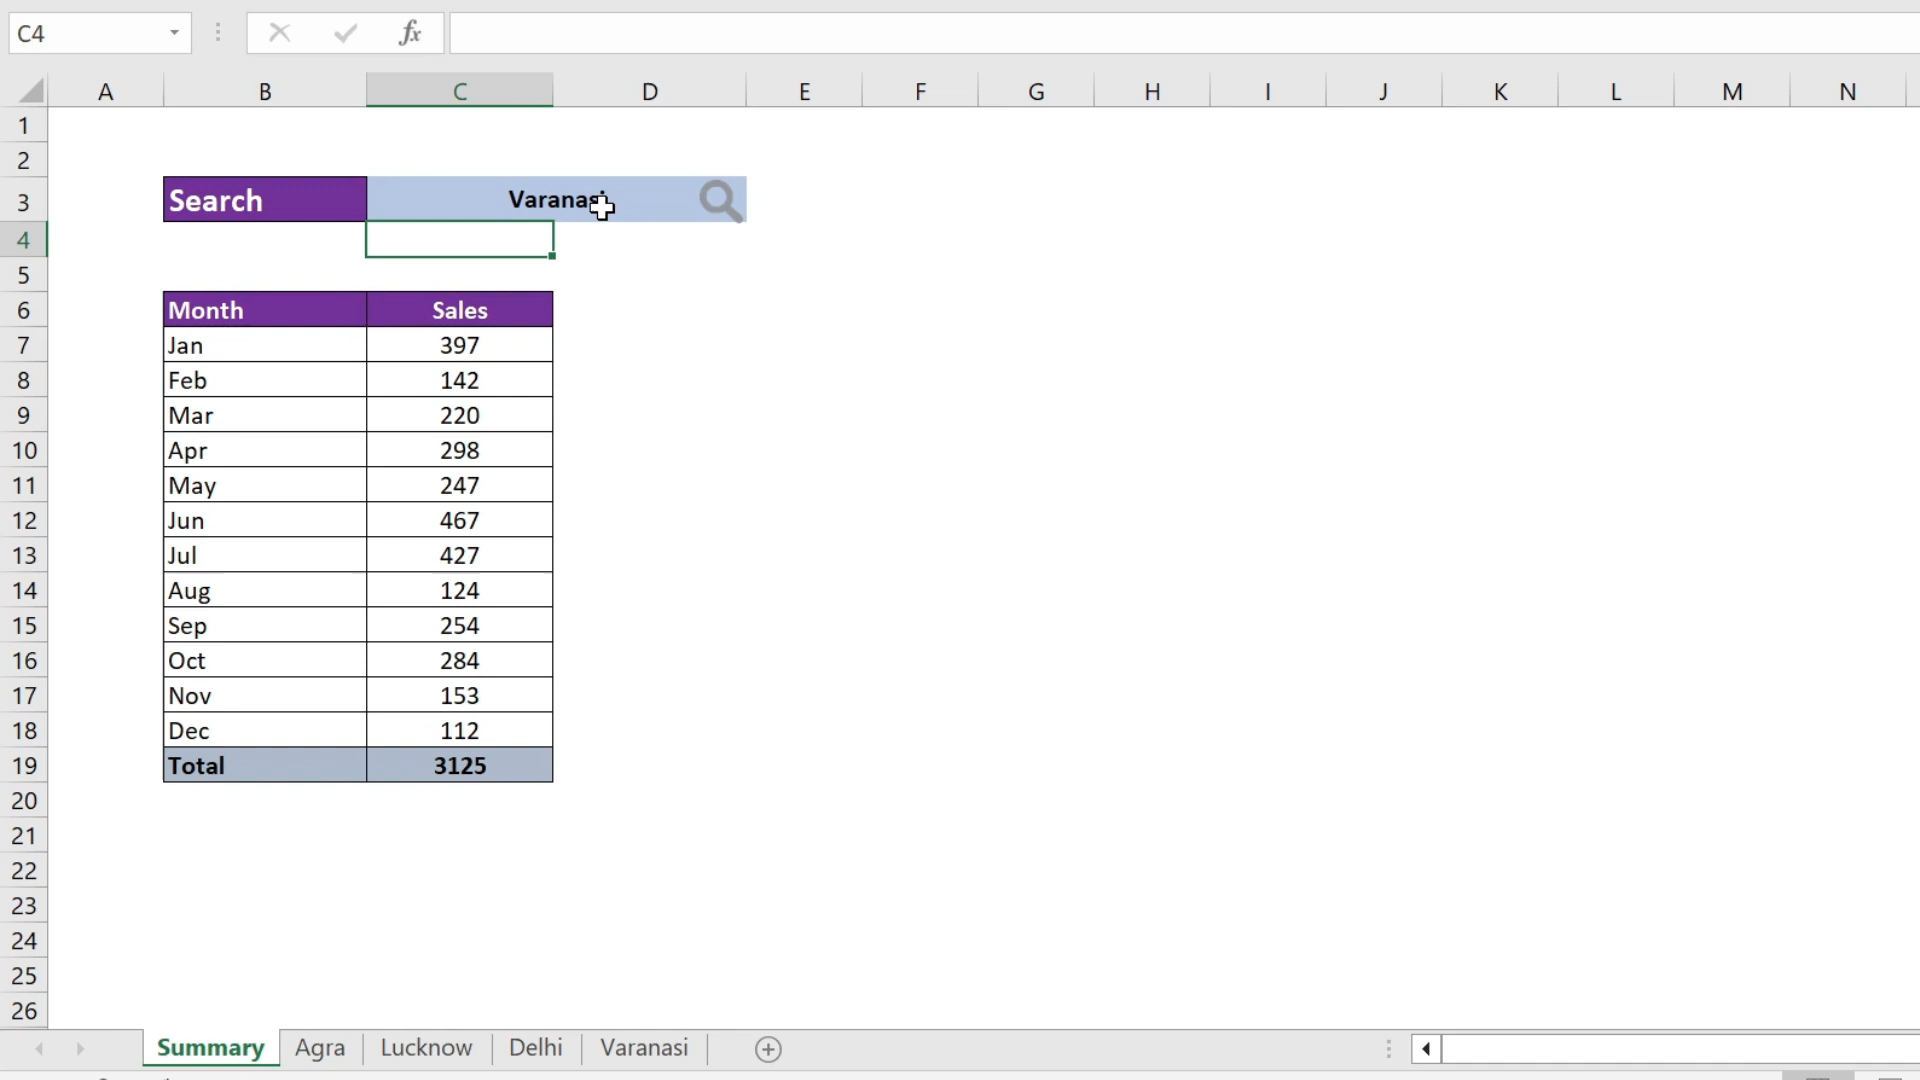 C4
fx
A B C D E F G H I J K L M N
1
2
3 Search Varanasi
4
5
6 Month Sales
7 Jan 397
8 Feb 142
9 Mar 220
10 Apr 298
11 May 247
12 Jun 467
13 Jul 427
14 Aug 124
15 Sep 254
16 Oct 284
17 Nov 153
18 Dec 112
19 Total 3125
20
21
22
23
24
25
26
Summary Agra Lucknow Delhi Varanasi